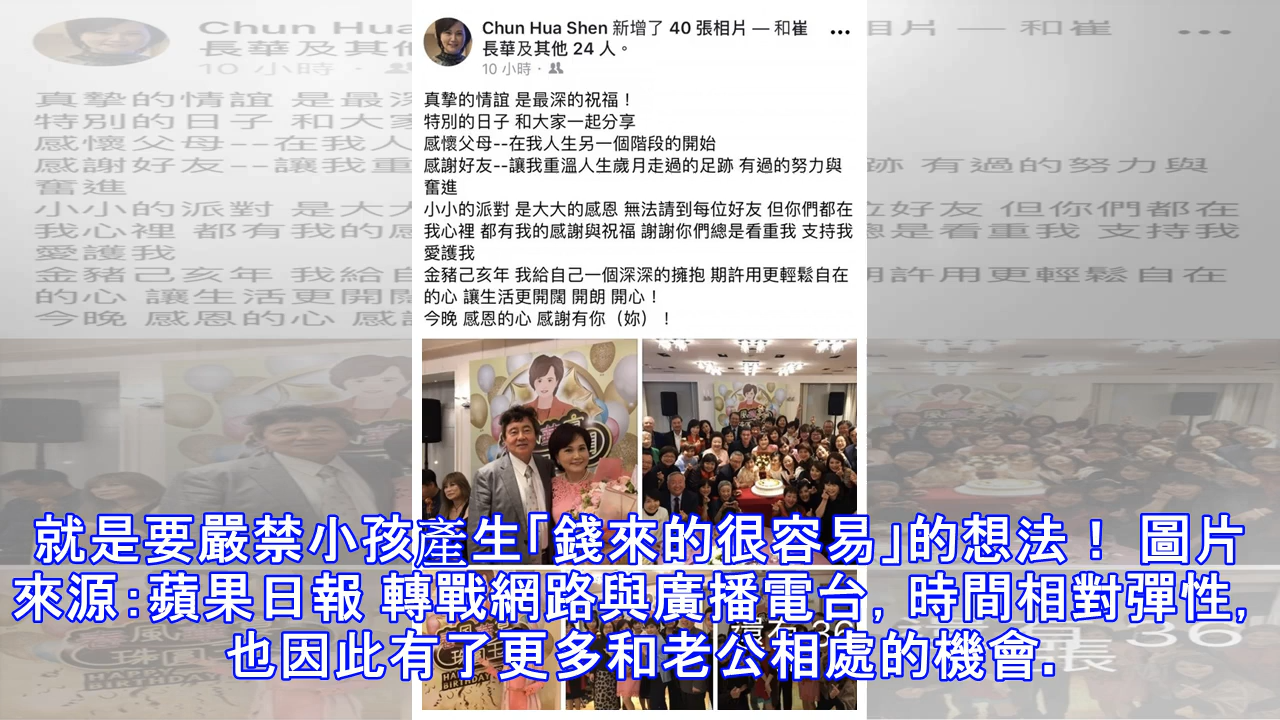 Chun Hua Shen 新增了 40 張相片 — 和崔
長華及其他 24 人。
10 小時 ·
真摯的情誼 是最深的祝福！
特別的日子 和大家一起分享
感懷父母--在我人生另一個階段的開始
感謝好友--讓我重溫人生歲月走過的足跡 有過的努力與
奮進
小小的派對 是大大的感恩 無法請到每位好友 但你們都在
我心裡 都有我的感謝與祝福 謝謝你們總是看重我 支持我
愛護我
金豬己亥年 我給自己一個深深的擁抱 期許用更輕鬆自在
的心 讓生活更開闊 開朗 開心！
今晚 感恩的心 感謝有你（妳）！
就是要嚴禁小孩產生｢錢來的很容易｣的想法！ 圖片
來源:蘋果日報 轉戰網路與廣播電台, 時間相對彈性,
也因此有了更多和老公相處的機會.